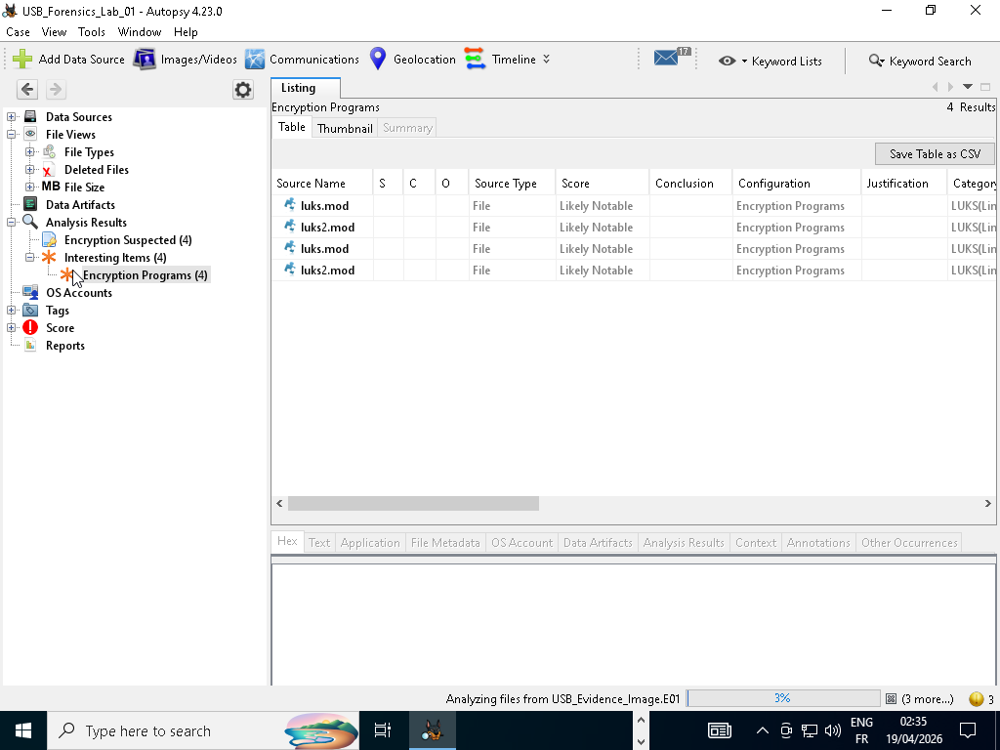 USB_Forensics_Lab_01 - Autopsy 4.23.0
Case View Tools Window Help
Add Data Source Images/Videos Communications Geolocation Timeline 17 Keyword Lists Keyword Search
Listing
Encryption Programs 4 Results
Table Thumbnail Summary
Save Table as CSV
Data Sources
File Views
File Types
Deleted Files
MB File Size
Data Artifacts
Analysis Results
Encryption Suspected (4)
Interesting Items (4)
Encryption Programs (4)
OS Accounts
Tags
Score
Reports
Source Name S C O Source Type Score Conclusion Configuration Justification Category
luks.mod File Likely Notable Encryption Programs LUKS(Lin
luks2.mod File Likely Notable Encryption Programs LUKS(Lin
luks.mod File Likely Notable Encryption Programs LUKS(Lin
luks2.mod File Likely Notable Encryption Programs LUKS(Lin
Hex Text Application File Metadata OS Account Data Artifacts Analysis Results Context Annotations Other Occurrences
Analyzing files from USB_Evidence_Image.E01 3% (3 more...) 3
Type here to search
ENG
FR
02:35
19/04/2026